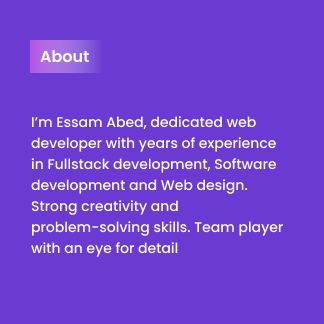 About
I’m Essam Abed, dedicated web
developer with years of experience
in Fullstack development, Software
development and Web design.
Strong creativity and
problem-solving skills. Team player
with an eye for detail